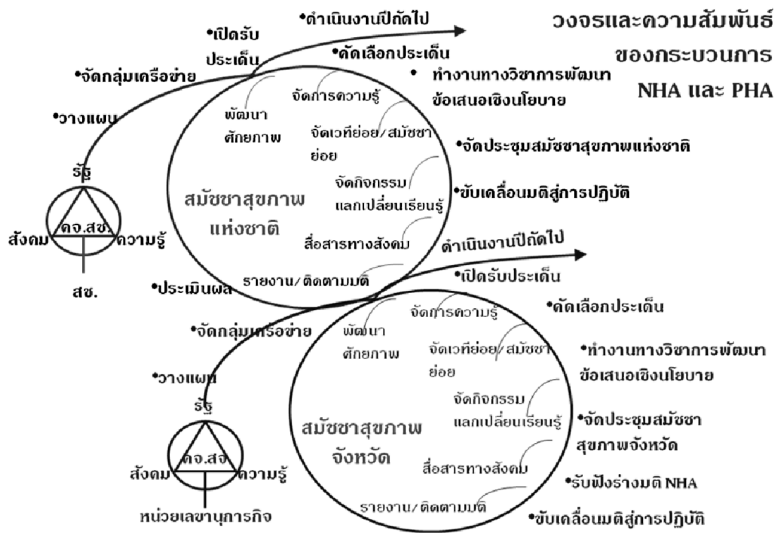 วงจรและความสัมพันธ์
ของกระบวนการ
NHA และ PHA
•ดำเนินงานปีถัดไป
•เปิดรับ
ประเด็น
•คัดเลือกประเด็น
•จัดกลุ่มเครือข่าย
• ทำงานทางวิชาการพัฒนา
ข้อเสนอเชิงนโยบาย
•วางแผน
•จัดประชุมสมัชชาสุขภาพแห่งชาติ
•ขับเคลื่อนมติสู่การปฏิบัติ
•ประเมินผล
พัฒนา
ศักยภาพ
จัดการความรู้
จัดเวทีย่อย/สมัชชา
ย่อย
จัดกิจกรรม
แลกเปลี่ยนเรียนรู้
สื่อสารทางสังคม
รายงาน/ติดตามมติ
สมัชชาสุขภาพ
แห่งชาติ
รัฐ
คจ.สช.
สังคม
ความรู้
สช.
ดำเนินงานปีถัดไป
•เปิดรับประเด็น
•คัดเลือกประเด็น
•จัดกลุ่มเครือข่าย
•ทำงานทางวิชาการพัฒนา
ข้อเสนอเชิงนโยบาย
•วางแผน
•จัดประชุมสมัชชา
สุขภาพจังหวัด
•รับฟังร่างมติ NHA
•ขับเคลื่อนมติสู่การปฏิบัติ
พัฒนา
ศักยภาพ
จัดการความรู้
จัดเวทีย่อย/สมัชชา
ย่อย
จัดกิจกรรม
แลกเปลี่ยนเรียนรู้
สื่อสารทางสังคม
รายงาน/ติดตามมติ
สมัชชาสุขภาพ
จังหวัด
รัฐ
คจ.สจ
สังคม
ความรู้
หน่วยเลขานุการกิจ